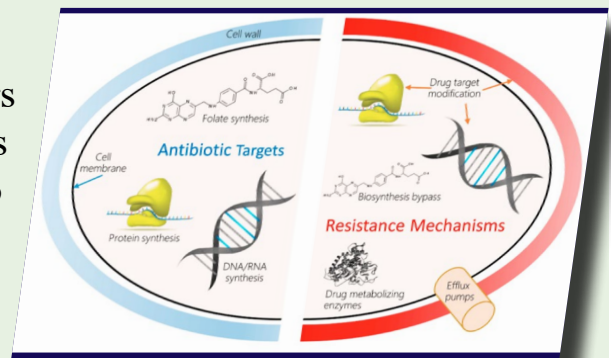 Cell wall
Folate synthesis
Antibiotic Targets
Cell
membrane
Protein synthesis
DNA/RNA
synthesis
Drug target
modification
Biosynthesis bypass
Resistance Mechanisms
Drug metabolizing
enzymes
Efflux
pumps